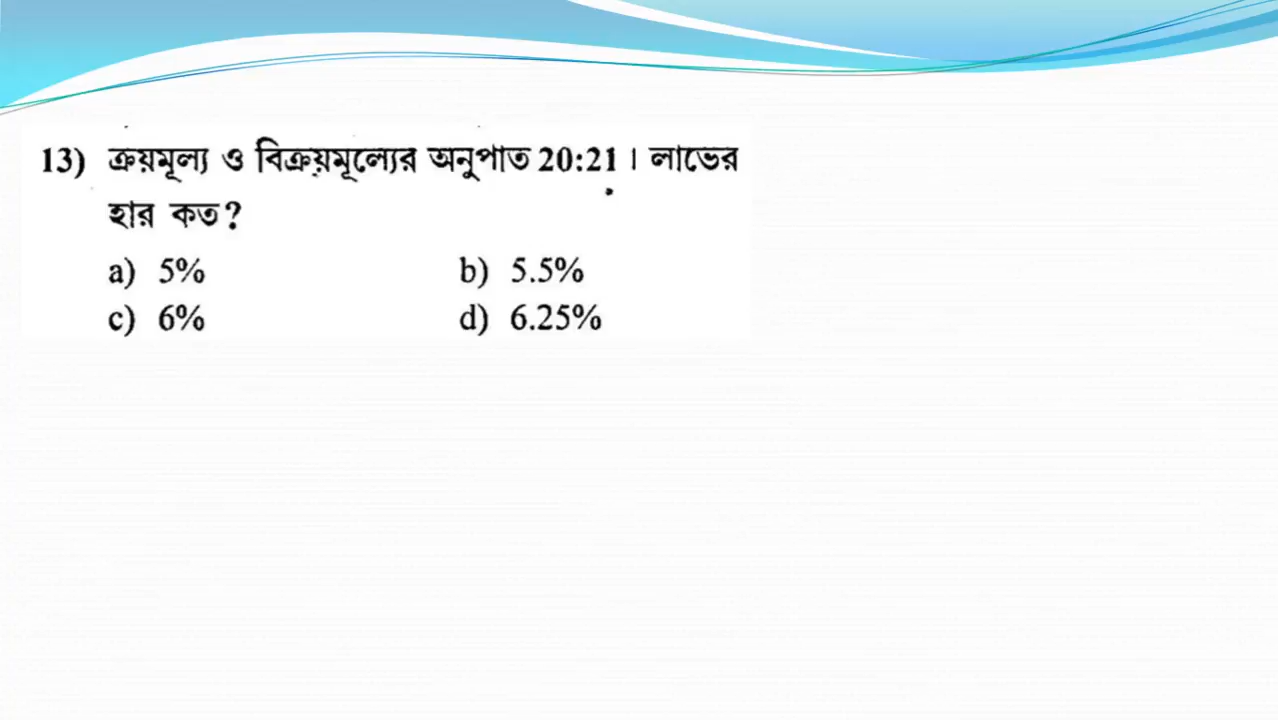 13) ক্রয়মূল্য ও বিক্রয়মূল্যের অনুপাত 20:21। লাভের
হার কত?
a) 5% b) 5.5%
c) 6% d) 6.25%